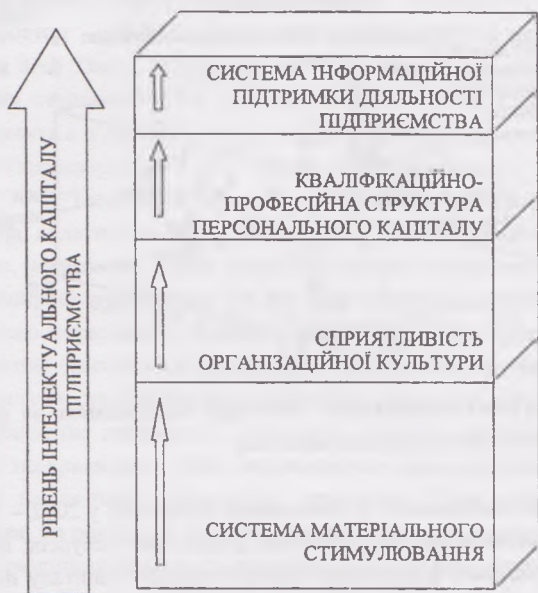 РІВЕНЬ ІНТЕЛЕКТУАЛЬНОГО КАПІТАЛУ
ПІДПРИЄМСТВА
СИСТЕМА ІНФОРМАЦІЙНОЇ
ПІДТРИМКИ ДІЯЛЬНОСТІ
ПІДПРИЄМСТВА
КВАЛІФІКАЦІЙНО-
ПРОФЕСІЙНА СТРУКТУРА
ПЕРСОНАЛЬНОГО КАПІТАЛУ
СПРИЯТЛИВІСТЬ
ОРГАНІЗАЦІЙНОЇ КУЛЬТУРИ
СИСТЕМА МАТЕРІАЛЬНОГО
СТИМУЛЮВАННЯ